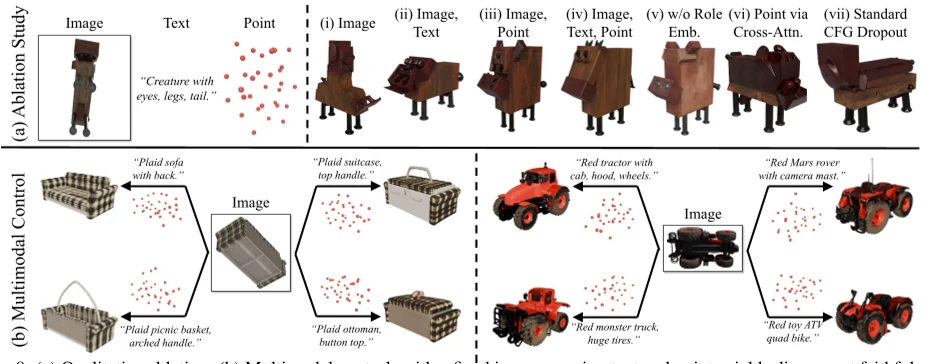 (a) Ablation Study
Image
Text
Point
"Creature with
eyes, legs, tail."
(i) Image
(ii) Image,
Text
(iii) Image,
Point
(iv) Image,
Text, Point
(v) w/o Role
Emb.
(vi) Point via
Cross-Attn.
(vii) Standard
CFG Dropout
(b) Multimodal Control
"Plaid sofa
with back."
"Plaid suitcase,
top handle."
Image
"Plaid picnic basket,
arched handle."
"Plaid ottoman,
button top."
"Red tractor with
cab, hood, wheels."
"Red Mars rover
with camera mast."
Image
"Red monster truck,
huge tires."
"Red toy ATV
quad bike."